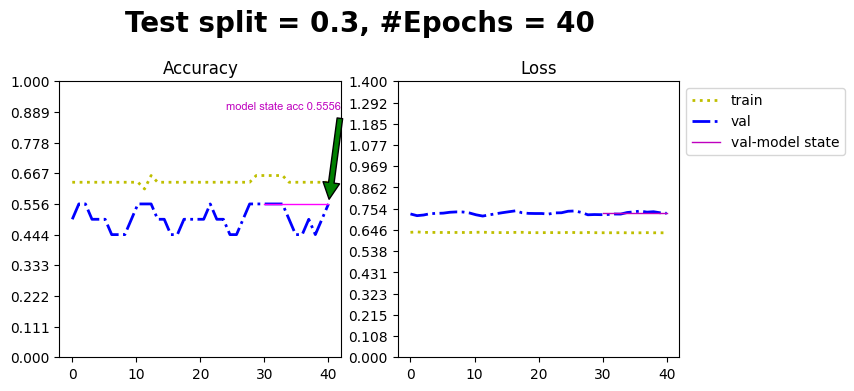 Test split = 0.3, #Epochs = 40
Accuracy
1.000
0.889
0.778
0.667
0.556
0.444
0.333
0.222
0.111
0.000
0 10 20 30 40
model state acc 0.5556
Loss
1.400
1.292
1.185
1.077
0.969
0.862
0.754
0.646
0.538
0.431
0.323
0.215
0.108
0.000
0 10 20 30 40
train
val
val-model state